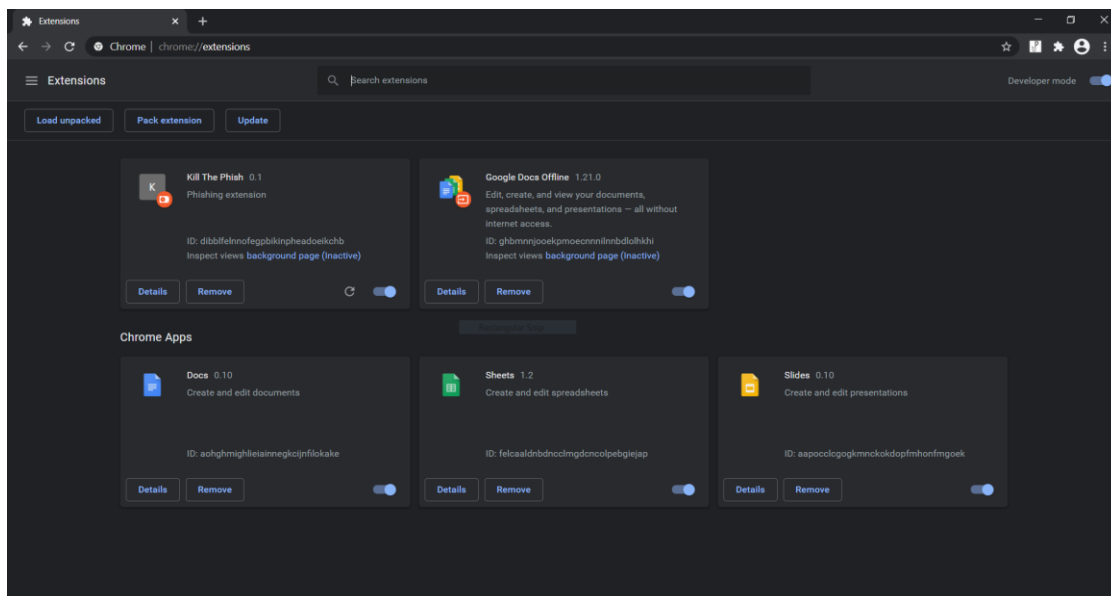 Extensions
Chrome | chrome://extensions
Extensions
Search extensions
Developer mode
Load unpacked
Pack extension
Update
K
Kill The Phish 0.1
Phishing extension
ID: dibblfelnnofegpbikinpheadoeikchb
Inspect views background page (Inactive)
Details
Remove
Google Docs Offline 1.21.0
Edit, create, and view your documents,
spreadsheets, and presentations — all without
internet access.
ID: ghbmnnjooekpmoecnnnilnnbdlolhkhi
Inspect views background page (Inactive)
Details
Remove
Rectangular Snip
Chrome Apps
Docs 0.10
Create and edit documents
ID: aohghmighlieiainnegkcijnfilokake
Details
Remove
Sheets 1.2
Create and edit spreadsheets
ID: felcaaldnbdncclmgdcncolpebgiejap
Details
Remove
Slides 0.10
Create and edit presentations
ID: aapocclcgogkmnckokdopfmhonfmgoek
Details
Remove